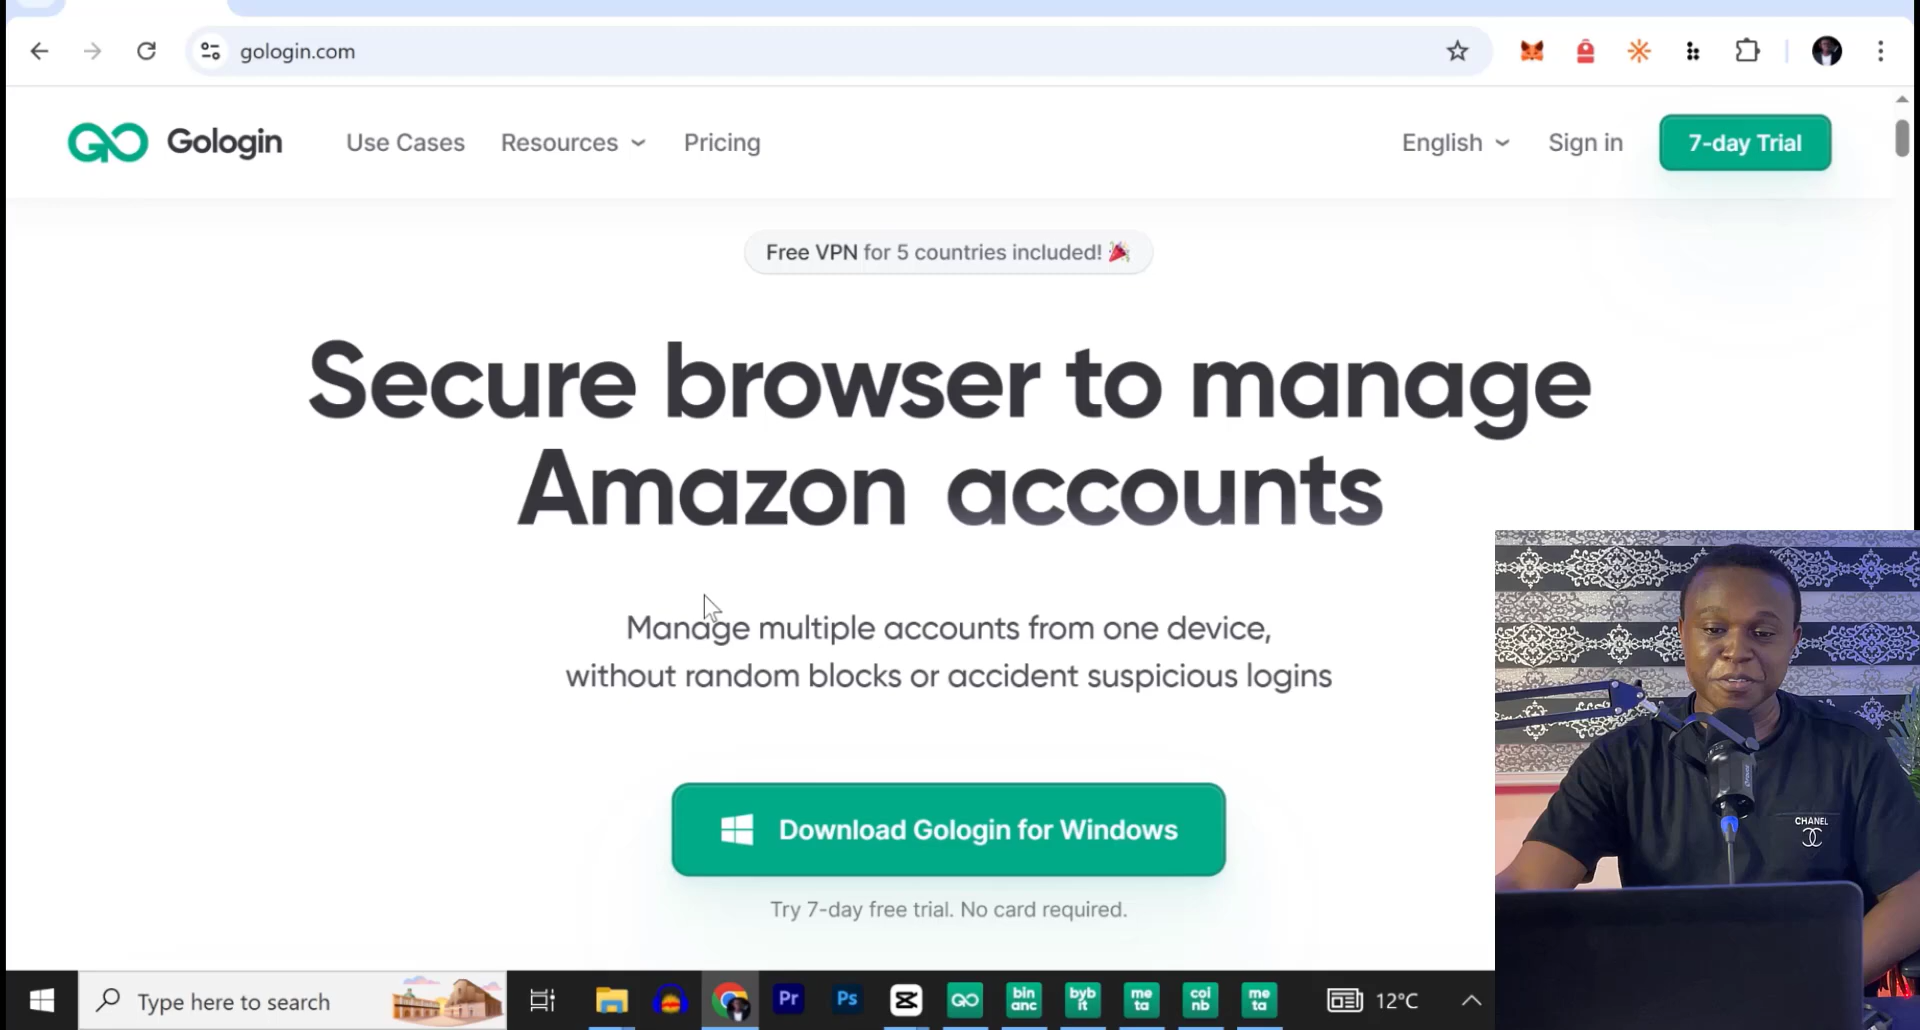 gologin.com
GO Gologin Use Cases Resources Pricing English Sign in 7-day Trial
Free VPN for 5 countries included!
Secure browser to manage
Amazon accounts
Manage multiple accounts from one device,
without random blocks or accident suspicious logins
Download Gologin for Windows
Try 7-day free trial. No card required.
CHANEL
Type here to search
Pr
Ps
GO
bin
anc
byb
it
me
ta
coi
nb
me
ta
12°C